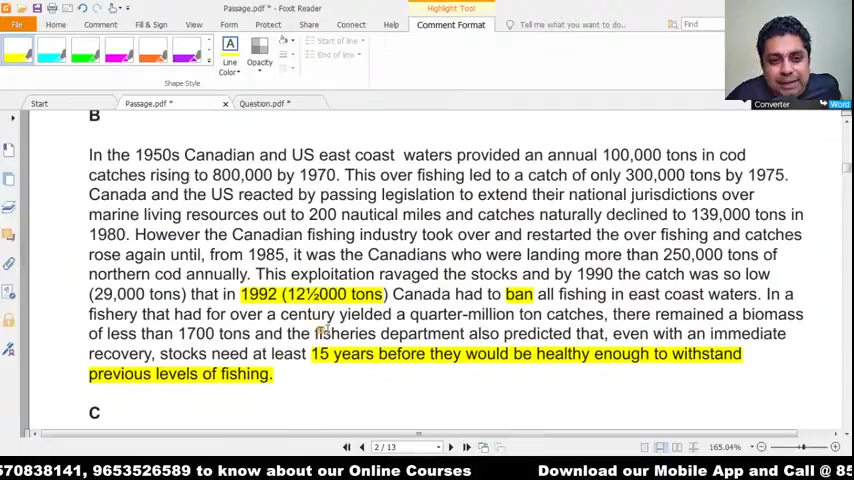 Passage.pdf * - Foxit Reader
Highlight Tool
File
Home
Comment
Fill & Sign
View
Form
Protect
Share
Connect
Help
Comment Format
Tell me what you want to do...
Find
Line Color
Opacity
Start of line
End of line
Shape Style
Converter
Word
Start
Passage.pdf *
Question.pdf *
B
In the 1950s Canadian and US east coast waters provided an annual 100,000 tons in cod
catches rising to 800,000 by 1970. This over fishing led to a catch of only 300,000 tons by 1975.
Canada and the US reacted by passing legislation to extend their national jurisdictions over
marine living resources out to 200 nautical miles and catches naturally declined to 139,000 tons in
1980. However the Canadian fishing industry took over and restarted the over fishing and catches
rose again until, from 1985, it was the Canadians who were landing more than 250,000 tons of
northern cod annually. This exploitation ravaged the stocks and by 1990 the catch was so low
(29,000 tons) that in 1992 (12½000 tons) Canada had to ban all fishing in east coast waters. In a
fishery that had for over a century yielded a quarter-million ton catches, there remained a biomass
of less than 1700 tons and the fisheries department also predicted that, even with an immediate
recovery, stocks need at least 15 years before they would be healthy enough to withstand
previous levels of fishing.
C
2 / 13
165.04%
570838141, 9653526589 to know about our Online Courses
Download our Mobile App and Call @ 85